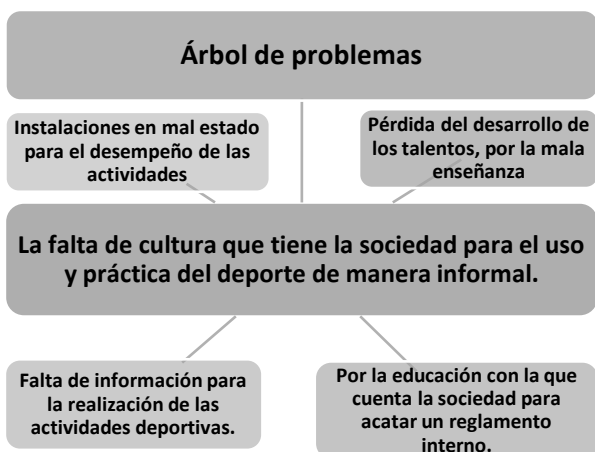 Árbol de problemas
Instalaciones en mal estado
para el desempeño de las
actividades
Pérdida del desarrollo de
los talentos, por la mala
enseñanza
La falta de cultura que tiene la sociedad para el uso
y práctica del deporte de manera informal.
Falta de información para
la realización de las
actividades deportivas.
Por la educación con la que
cuenta la sociedad para
acatar un reglamento
interno.